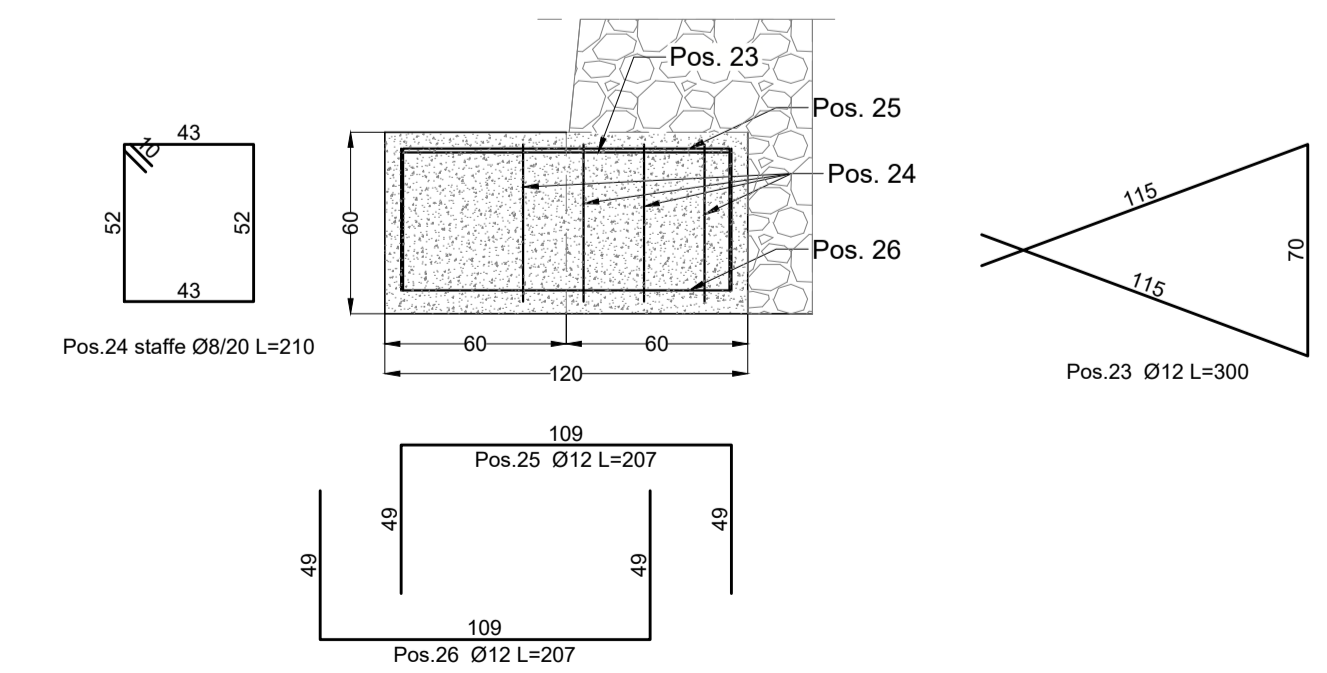 Pos. 23
Pos. 25
Pos. 24
Pos. 26
60
60
60
120
43
10
52
52
43
Pos.24 staffe Ø8/20 L=210
115
115
70
Pos.23 Ø12 L=300
109
Pos.25 Ø12 L=207
49
49
49
49
109
Pos.26 Ø12 L=207